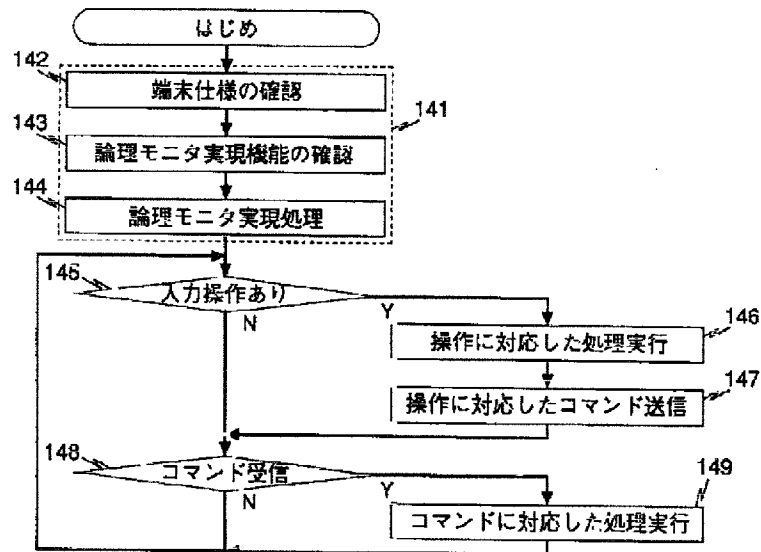 はじめ
142
端末仕様の確認
141
143
論理モニタ実現機能の確認
144
論理モニタ実現処理
145
入力操作あり
Y
N
146
操作に対応した処理実行
147
操作に対応したコマンド送信
148
コマンド受信
Y
N
149
コマンドに対応した処理実行